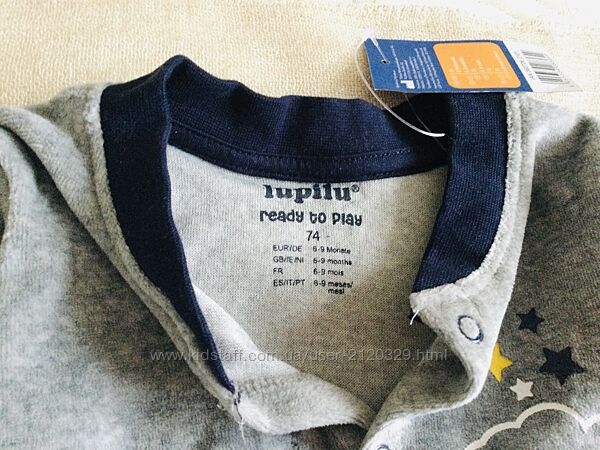 lupilu®
ready to play
74
EUR/DE 6-9 Monate
GB/IE/NI 6-9 months
FR 6-9 mois
ES/IT/PT 6-9 meses/
mesi
www.kidstaff.com.ua/user-2120329.html